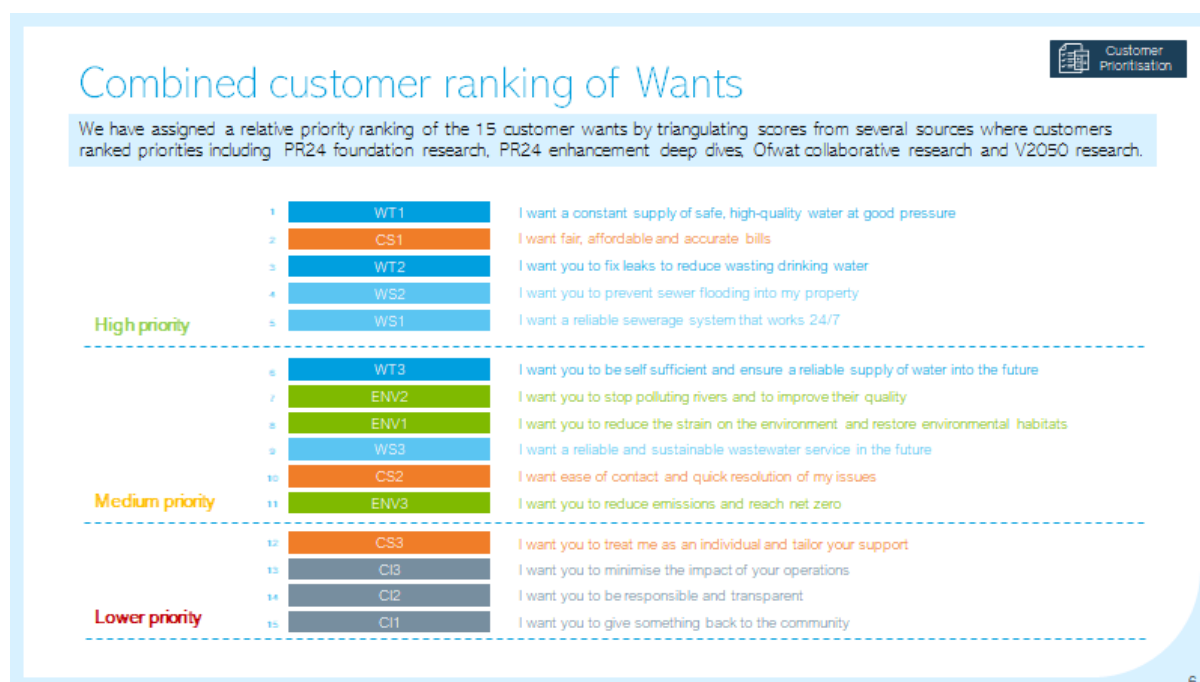 Customer
Prioritisation
Combined customer ranking of Wants
We have assigned a relative priority ranking of the 15 customer wants by triangulating scores from several sources where customers
ranked priorities including PR24 foundation research, PR24 enhancement deep dives, Ofwat collaborative research and V2050 research.
1 WT1 I want a constant supply of safe, high-quality water at good pressure
2 CS1 I want fair, affordable and accurate bills
3 WT2 I want you to fix leaks to reduce wasting drinking water
4 WS2 I want you to prevent sewer flooding into my property
High priority 5 WS1 I want a reliable sewerage system that works 24/7
6 WT3 I want you to be self sufficient and ensure a reliable supply of water into the future
7 ENV2 I want you to stop polluting rivers and to improve their quality
8 ENV1 I want you to reduce the strain on the environment and restore environmental habitats
9 WS3 I want a reliable and sustainable wastewater service in the future
10 CS2 I want ease of contact and quick resolution of my issues
Medium priority 11 ENV3 I want you to reduce emissions and reach net zero
12 CS3 I want you to treat me as an individual and tailor your support
13 CI3 I want you to minimise the impact of your operations
14 CI2 I want you to be responsible and transparent
Lower priority 15 CI1 I want you to give something back to the community